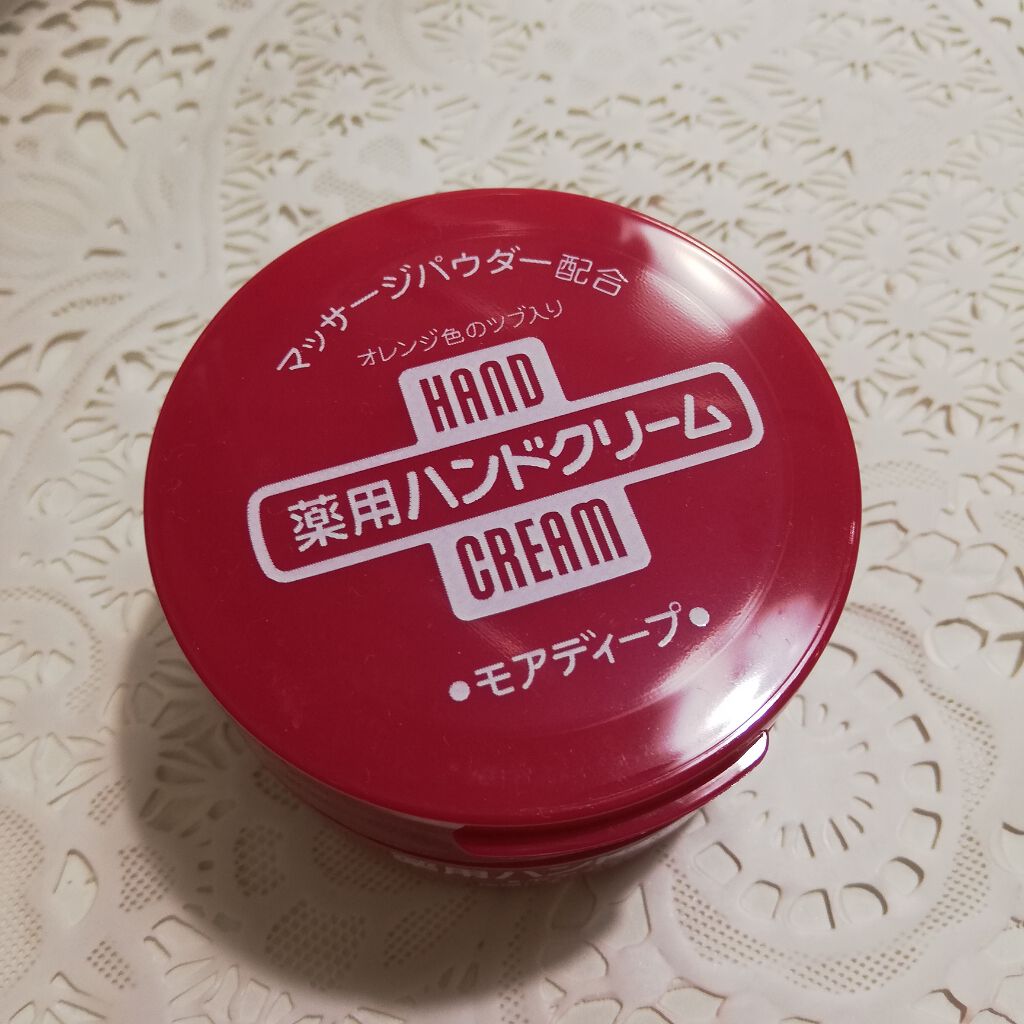 マッサージパウダー配合
オレンジ色のツブ入り
HAND
薬用ハンドクリーム
CREAM
•モアディープ•